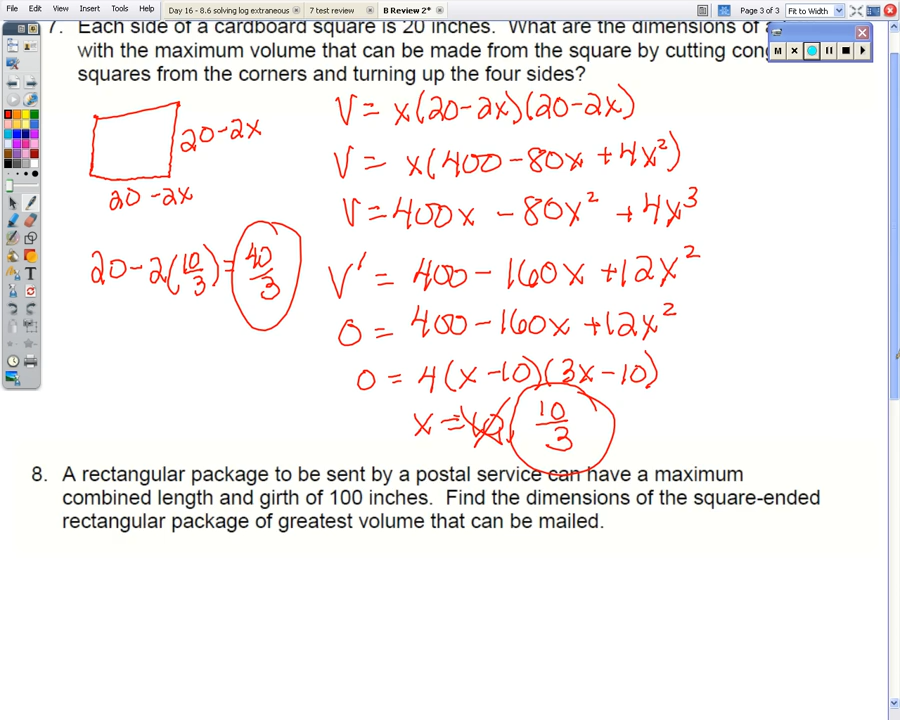 File Edit View Insert Tools Help Day 16 - 8.6 solving log extraneous 7 test review B Review 2* Page 3 of 3 Fit to Width
M
7. Each side of a cardboard square is 20 inches. What are the dimensions of a
with the maximum volume that can be made from the square by cutting
squares from the corners and turning up the four sides?
V = x(20-2x)(20-2x)
20-2x
V = x(400-80x+4x²)
20-2x
V=400x - 80x² + 4x³
20-2(10/3)=40/3
V' = 400-160x+12x²
0 = 400-160x+12x²
0 = 4(x-10)(3x-10)
x = 10, 10/3
8. A rectangular package to be sent by a postal service can have a maximum
combined length and girth of 100 inches. Find the dimensions of the square-ended
rectangular package of greatest volume that can be mailed.